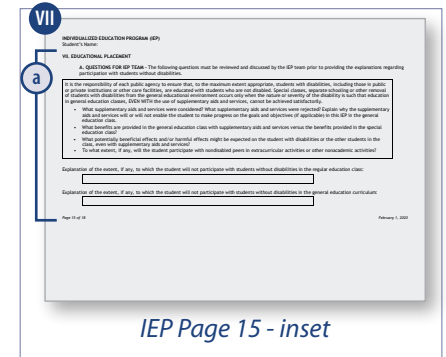 VII
INDIVIDUALIZED EDUCATION PROGRAM (IEP)
Student's Name:
VII. EDUCATIONAL PLACEMENT
a
A. QUESTIONS FOR IEP TEAM - The following questions must be reviewed and discussed by the IEP team prior to providing the explanations regarding
participation with students without disabilities.
It is the responsibility of each public agency to ensure that, to the maximum extent appropriate, students with disabilities, including those in public
or private institutions or other care facilities, are educated with students who are not disabled. Special classes, separate schooling or other removal
of students with disabilities from the general educational environment occurs only when the nature or severity of the disability is such that education
in general education classes, EVEN WITH the use of supplementary aids and services, cannot be achieved satisfactorily.
• What supplementary aids and services were considered? What supplementary aids and services were rejected? Explain why the supplementary
aids and services will or will not enable the student to make progress on the goals and objectives (if applicable) in this IEP in the general
education class.
• What benefits are provided in the general education class with supplementary aids and services versus the benefits provided in the special
education class?
• What potentially beneficial effects and/or harmful effects might be expected on the student with disabilities or the other students in the
class, even with supplementary aids and services?
• To what extent, if any, will the student participate with nondisabled peers in extracurricular activities or other nonacademic activities?
Explanation of the extent, if any, to which the student will not participate with students without disabilities in the regular education class:
Explanation of the extent, if any, to which the student will not participate with students without disabilities in the general education curriculum:
Page 15 of 18 February 1, 2020
IEP Page 15 - inset